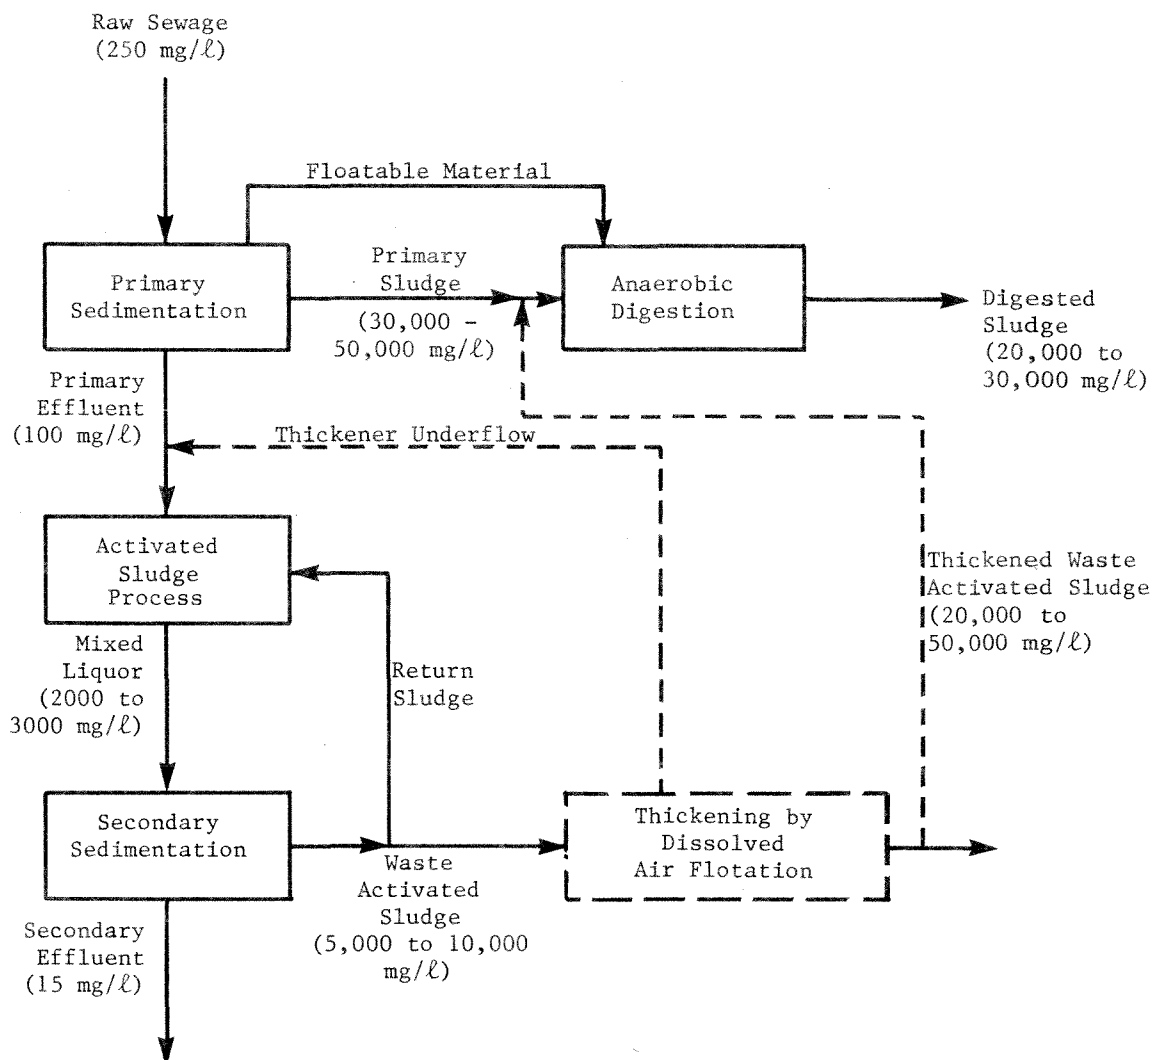 Raw Sewage
(250 mg/ℓ)
Floatable Material
Primary
Sedimentation
Primary
Sludge
(30,000 -
50,000 mg/ℓ)
Anaerobic
Digestion
Digested
Sludge
(20,000 to
30,000 mg/ℓ)
Primary
Effluent
(100 mg/ℓ)
Thickener Underflow
Activated
Sludge
Process
Thickened Waste
Activated Sludge
(20,000 to
50,000 mg/ℓ)
Mixed
Liquor
(2000 to
3000 mg/ℓ)
Return
Sludge
Secondary
Sedimentation
Waste
Activated
Sludge
(5,000 to 10,000
mg/ℓ)
Thickening by
Dissolved
Air Flotation
Secondary
Effluent
(15 mg/ℓ)